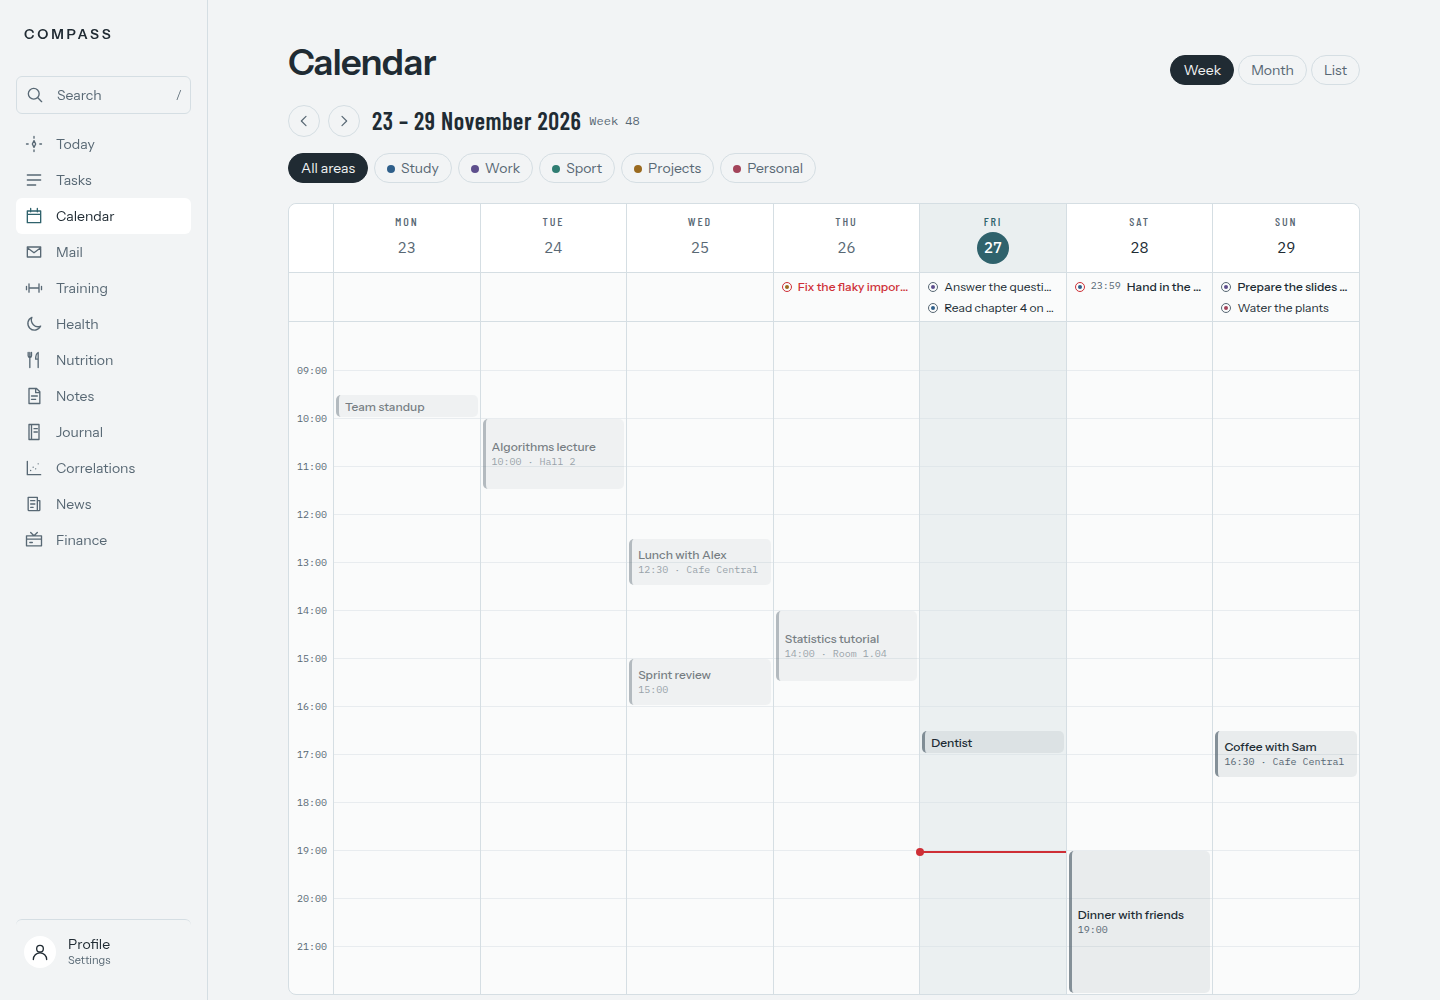 COMPASS
Search /
Today
Tasks
Calendar
Mail
Training
Health
Nutrition
Notes
Journal
Correlations
News
Finance
Profile
Settings
Calendar
Week Month List
23 – 29 November 2026 Week 48
All areas Study Work Sport Projects Personal
MON TUE WED THU FRI SAT SUN
23 24 25 26 27 28 29
Fix the flaky impor... Answer the questi... 23:59 Hand in the ... Prepare the slides ...
Read chapter 4 on ... Water the plants
09:00
Team standup
10:00
Algorithms lecture
10:00 · Hall 2
11:00
12:00
Lunch with Alex
13:00
12:30 · Cafe Central
14:00
Statistics tutorial
14:00 · Room 1.04
15:00
Sprint review
15:00
16:00
Dentist
Coffee with Sam
17:00
16:30 · Cafe Central
18:00
19:00
20:00
Dinner with friends
19:00
21:00